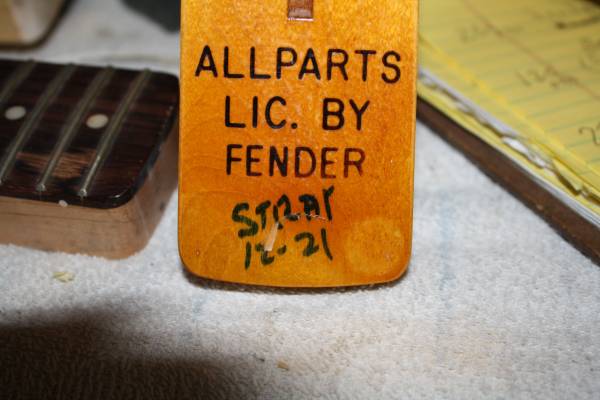 ALLPARTS
LIC. BY
FENDER
STRAT
12-21